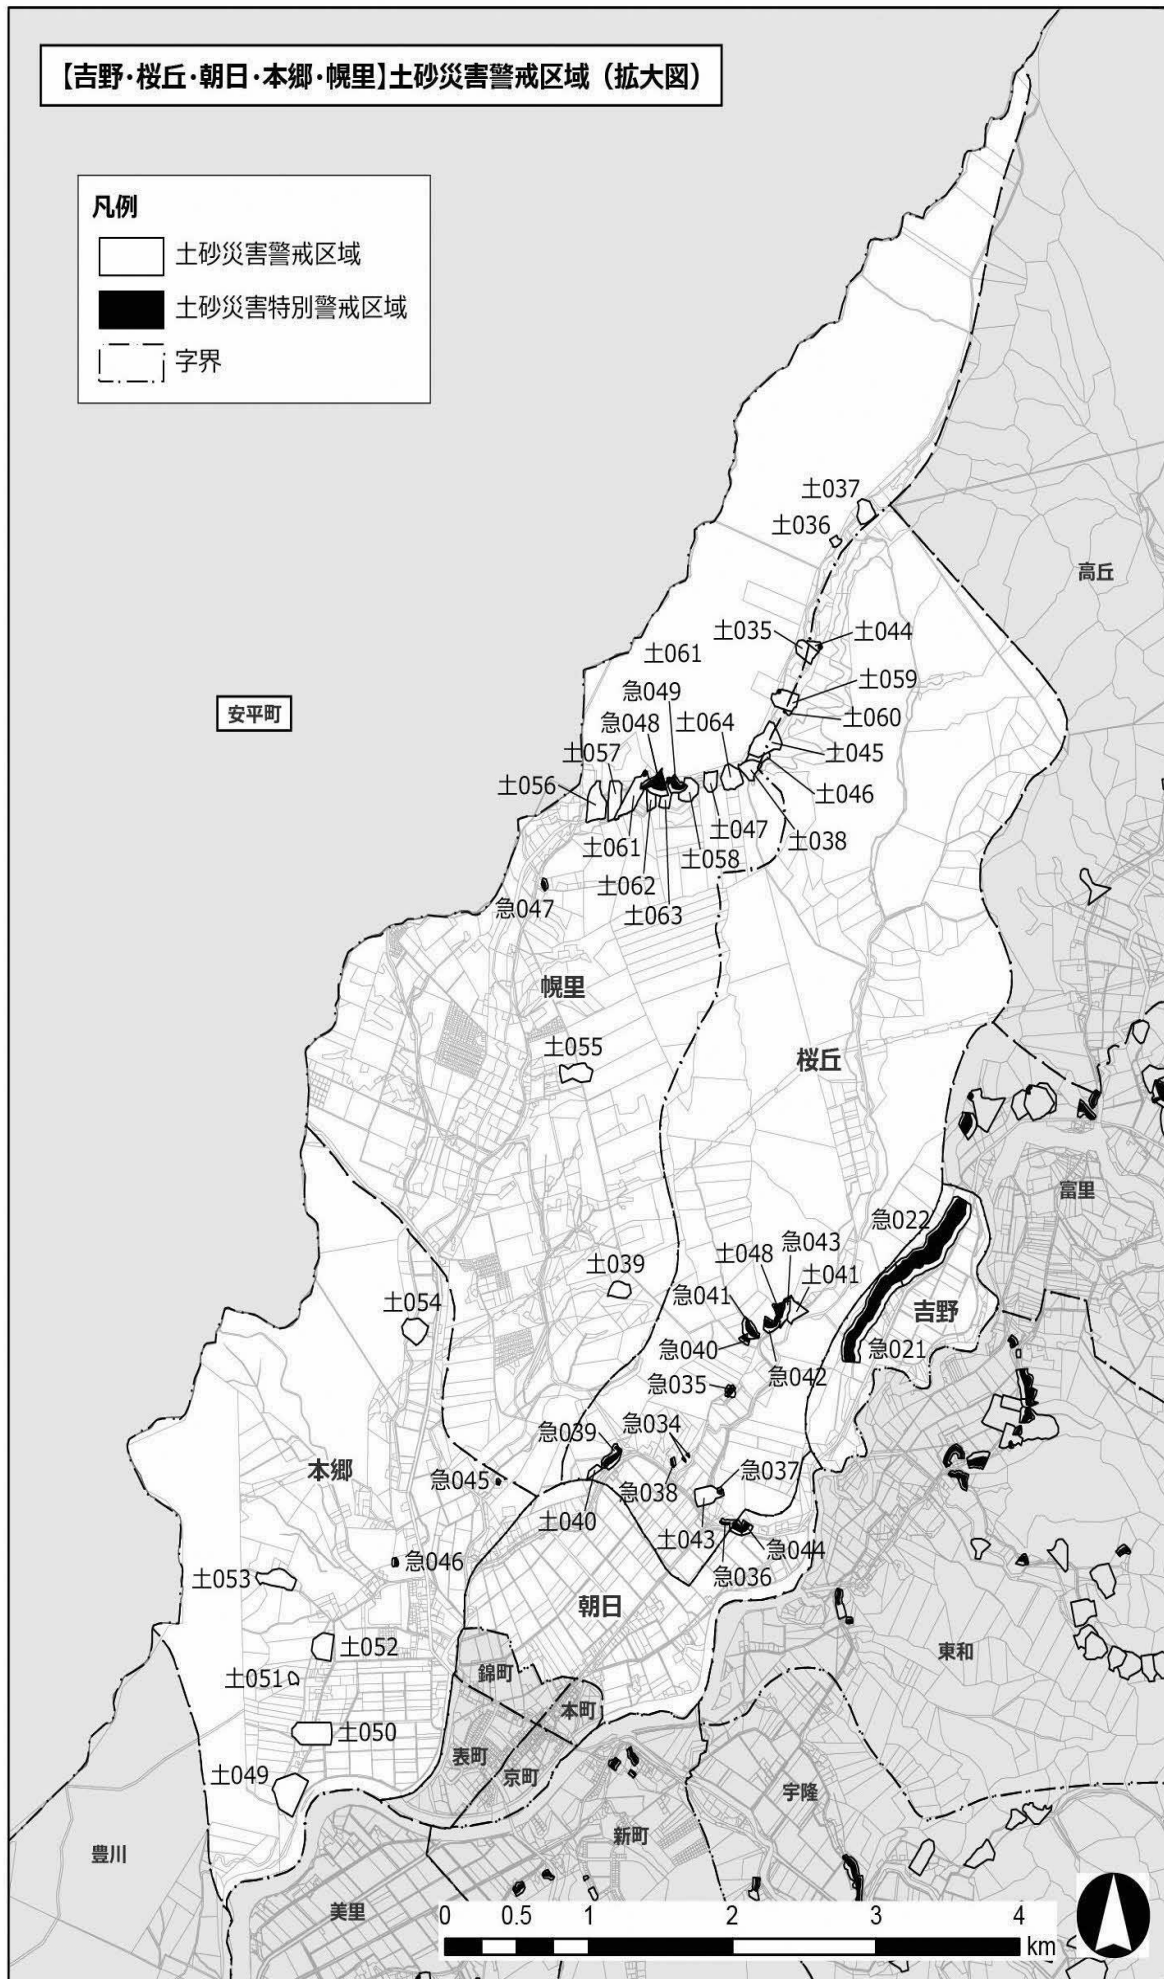 【吉野・桜丘・朝日・本郷・幌里】土砂災害警戒区域（拡大図）
凡例
土砂災害警戒区域
土砂災害特別警戒区域
字界
土037
土036
高丘
土035
土044
土061
土059
急049
安平町
土060
急048
土064
土057
土045
土056
土046
土047
土038
土061
土058
土062
急047
土063
幌里
土055
桜丘
富里
急022
急043
土048
土039
土041
急041
土054
吉野
急040
急021
急042
急035
急039
急034
本郷
急045
急037
急038
土040
土043
急044
急046
急036
土053
朝日
土052
東和
錦町
土051
本町
土050
表町
土049
京町
宇隆
新町
豊川
美里
0 0.5 1 2 3 4
km